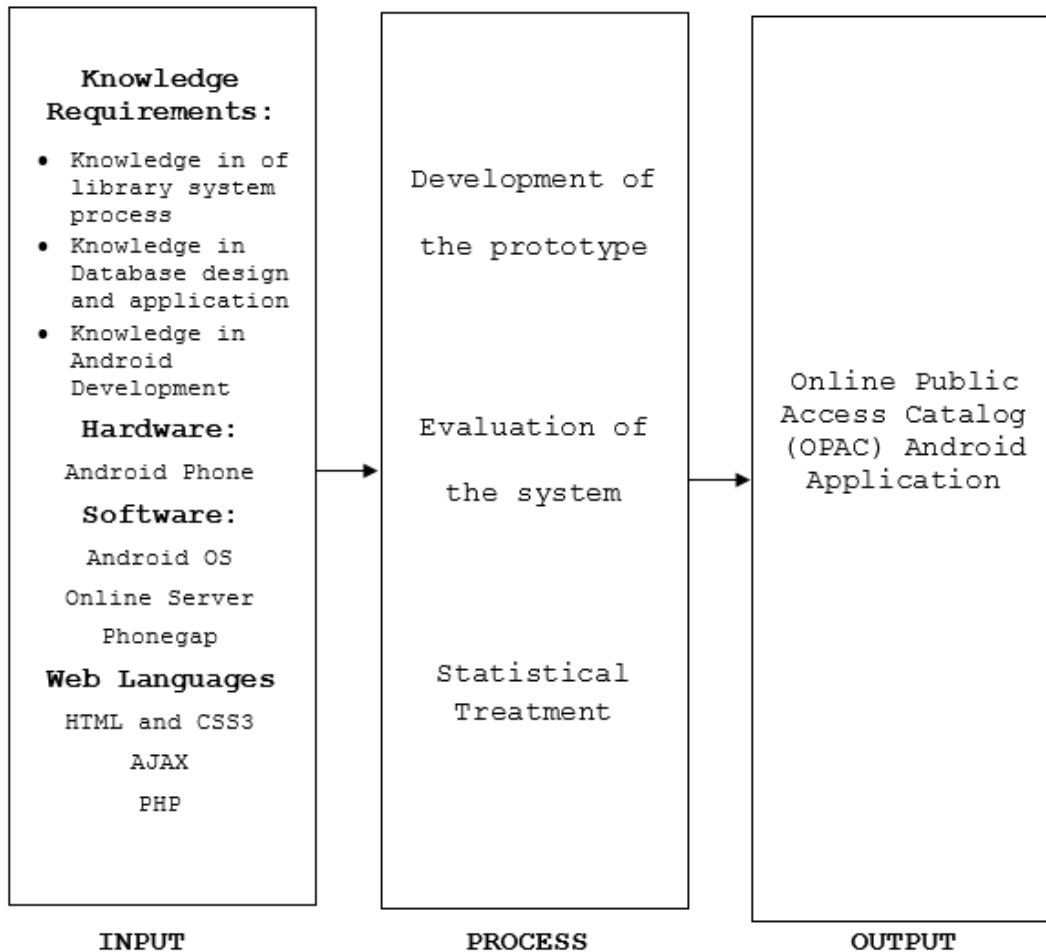 Knowledge
Requirements:
• Knowledge in of
library system
process
• Knowledge in
Database design
and application
• Knowledge in
Android
Development
Hardware:
Android Phone
Software:
Android OS
Online Server
Phonegap
Web Languages
HTML and CSS3
AJAX
PHP
INPUT
Development of
the prototype
Evaluation of
the system
Statistical
Treatment
PROCESS
Online Public
Access Catalog
(OPAC) Android
Application
OUTPUT